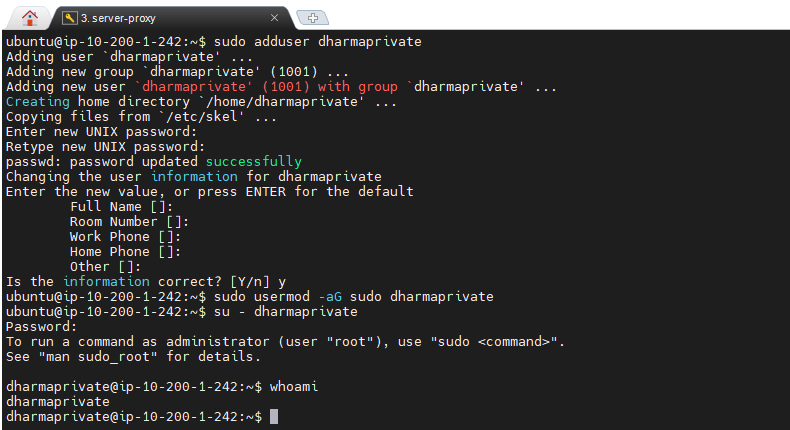 3. server-proxy
ubuntu@ip-10-200-1-242:~$ sudo adduser dharmaprivate
Adding user `dharmaprivate' ...
Adding new group `dharmaprivate' (1001) ...
Adding new user `dharmaprivate' (1001) with group `dharmaprivate' ...
Creating home directory `/home/dharmaprivate' ...
Copying files from `/etc/skel' ...
Enter new UNIX password:
Retype new UNIX password:
passwd: password updated successfully
Changing the user information for dharmaprivate
Enter the new value, or press ENTER for the default
        Full Name []:
        Room Number []:
        Work Phone []:
        Home Phone []:
        Other []:
Is the information correct? [Y/n] y
ubuntu@ip-10-200-1-242:~$ sudo usermod -aG sudo dharmaprivate
ubuntu@ip-10-200-1-242:~$ su - dharmaprivate
Password:
To run a command as administrator (user "root"), use "sudo <command>".
See "man sudo_root" for details.

dharmaprivate@ip-10-200-1-242:~$ whoami
dharmaprivate
dharmaprivate@ip-10-200-1-242:~$